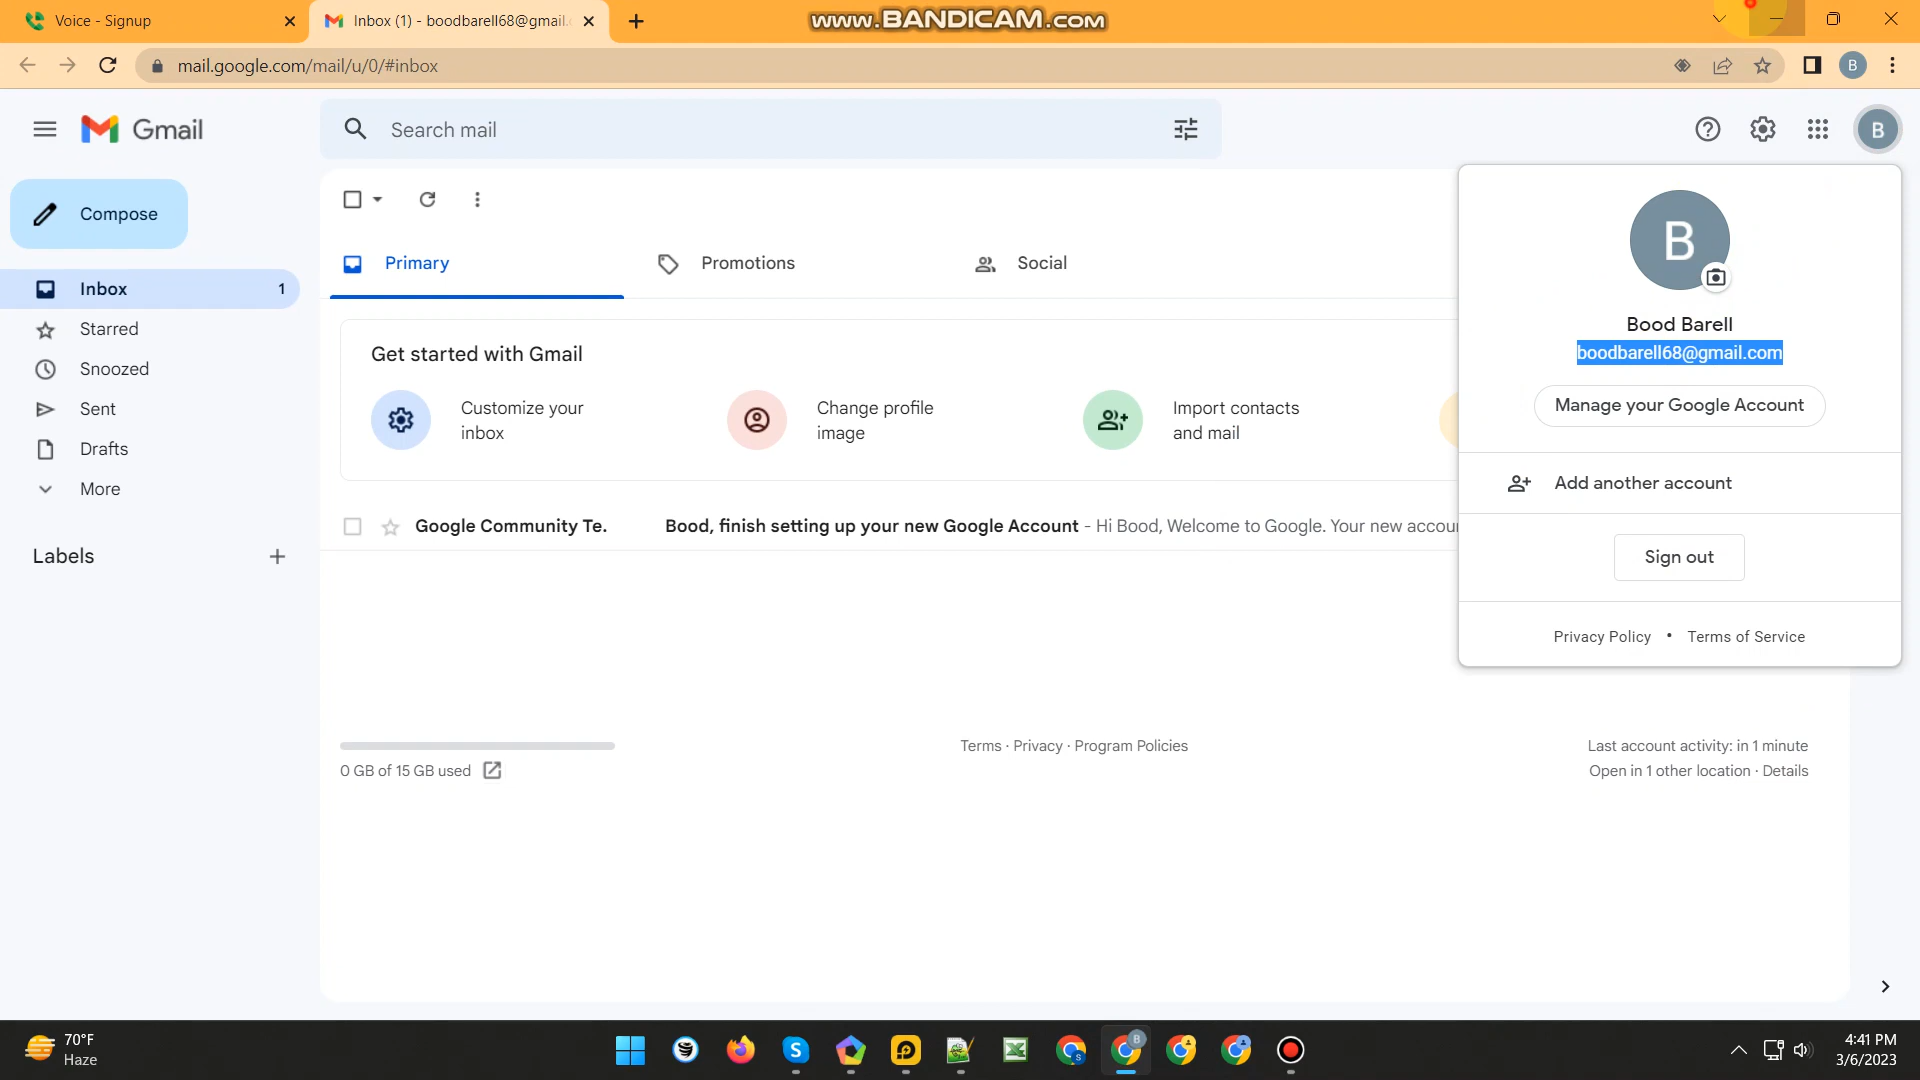 Voice - Signup
Inbox (1) - boodbarell68@gmail.
www.BANDICAM.com
mail.google.com/mail/u/0/#inbox
B
Gmail
Search mail
B
Compose
Inbox 1
Starred
Snoozed
Sent
Drafts
More
Labels
Primary
Promotions
Social
Get started with Gmail
Customize your
inbox
Change profile
image
Import contacts
and mail
Google Community Te.
Bood, finish setting up your new Google Account - Hi Bood, Welcome to Google. Your new accou
B
Bood Barell
boodbarell68@gmail.com
Manage your Google Account
Add another account
Sign out
Privacy Policy • Terms of Service
0 GB of 15 GB used
Terms · Privacy · Program Policies
Last account activity: in 1 minute
Open in 1 other location · Details
70°F
Haze
4:41 PM
3/6/2023